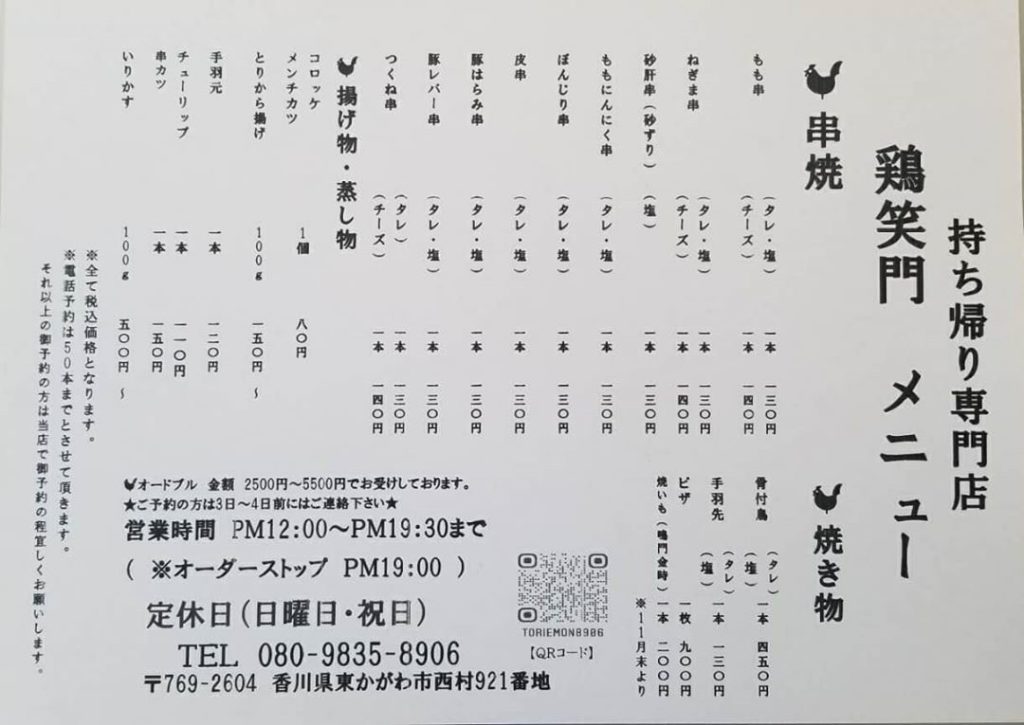 持ち帰り専門店
鶏笑門 メニュー
串焼
もも串 (タレ・塩) 一本 一三〇円
(チーズ) 一本 一四〇円
ねぎま串 (タレ・塩) 一本 一三〇円
(チーズ) 一本 一四〇円
砂肝串(砂ずり) (塩) 一本 一三〇円
ももにんにく串 (タレ・塩) 一本 一三〇円
ぼんじり串 (タレ・塩) 一本 一三〇円
皮串 (タレ・塩) 一本 一三〇円
豚はらみ串 (タレ・塩) 一本 一三〇円
豚レバー串 (タレ・塩) 一本 一三〇円
つくね串 (タレ) 一本 一三〇円
(チーズ) 一本 一四〇円
揚げ物・蒸し物
コロッケ
メンチカツ 1個 八〇円
とりから揚げ 100g 一五〇円 〜
手羽元 一本 一二〇円
チューリップ 一本 一一〇円
串カツ 一本 一五〇円
いりかす 100g 五〇〇円 〜
※全て税込価格となります。
※電話予約は50本までとさせて頂きます。
それ以上の御予約の方は当店で御予約の程宜しくお願いします。
焼き物
骨付鳥 (タレ) 一本 四五〇円
(塩)
手羽先 (タレ) 一本 一三〇円
(塩)
ピザ 一枚 九〇〇円
焼いも(鳴門金時) 一本 二〇〇円
※11月末より
オードブル 金額 2500円〜5500円でお受けしております。
★ご予約の方は3日〜4日前にはご連絡下さい★
営業時間 PM12:00〜PM19:30まで
( ※オーダーストップ PM19:00 )
定休日(日曜日・祝日)
TEL 080-9835-8906
〒769-2604 香川県東かがわ市西村921番地
TORIEMON8906
【QRコード】